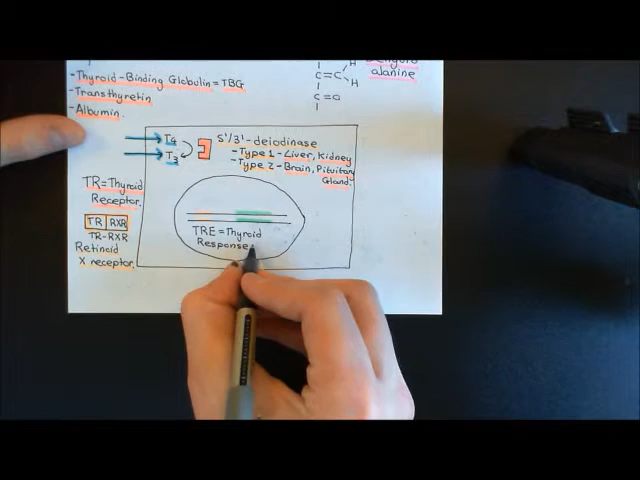 H
C=C
H
C=O
alanine
-Thyroid-Binding Globulin = TBG
-Transthyretin
-Albumin.
T4
T3
5'/3'-deiodinase
-Type 1 - Liver, Kidney
-Type 2 - Brain, Pituitary
Gland.
TR=Thyroid
Receptor.
TR RXR
TR-RXR
Retinoid
X receptor.
TRE=Thyroid
Response